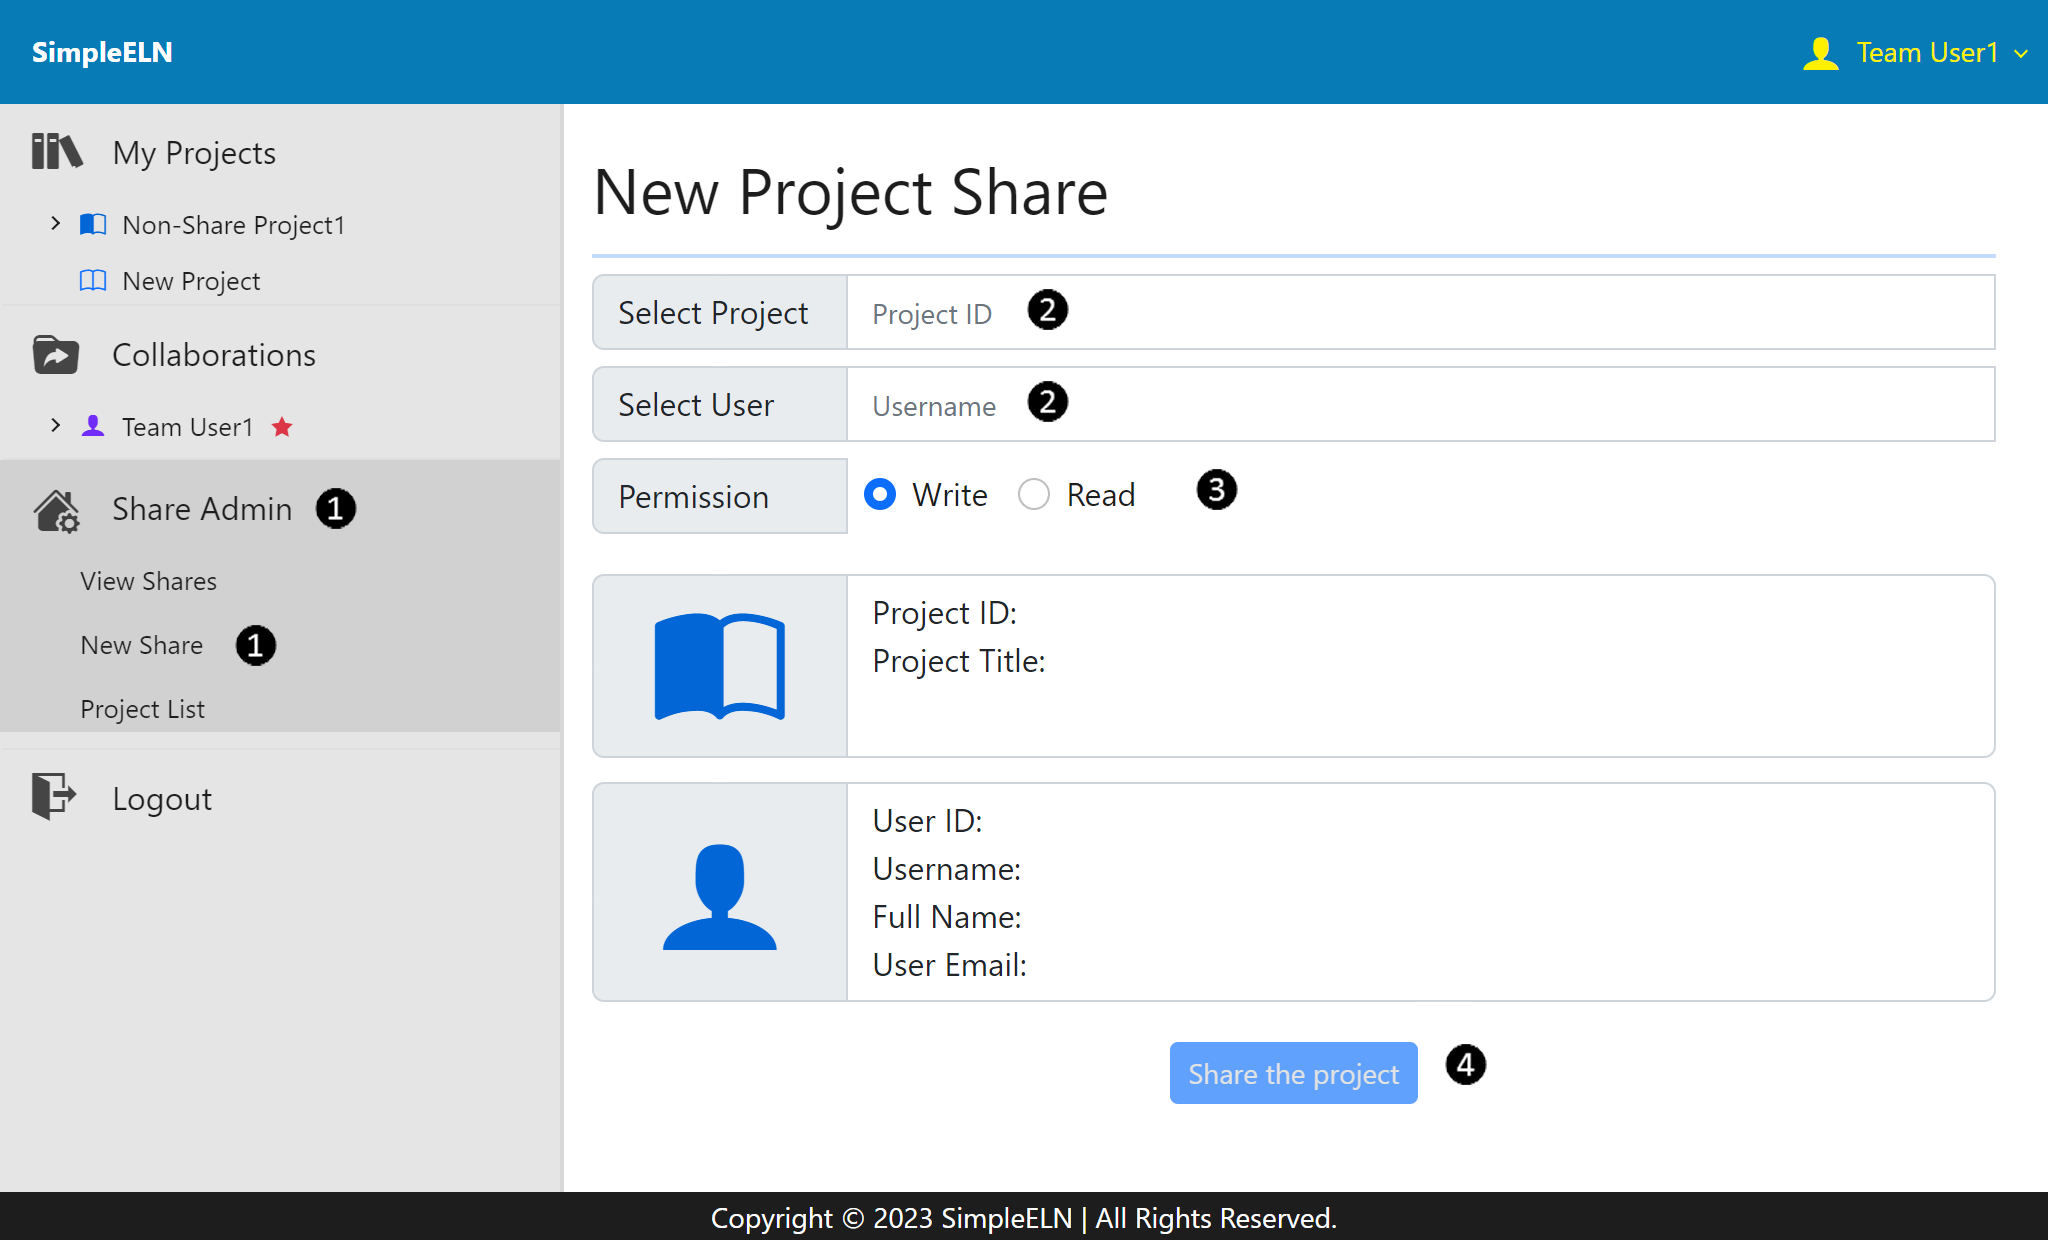 SimpleELN
Team User1
My Projects
Non-Share Project1
New Project
Collaborations
Team User1
Share Admin 1
View Shares
New Share 1
Project List
Logout
New Project Share
Select Project Project ID 2
Select User Username 2
Permission Write Read 3
Project ID:
Project Title:
User ID:
Username:
Full Name:
User Email:
Share the project 4
Copyright © 2023 SimpleELN | All Rights Reserved.